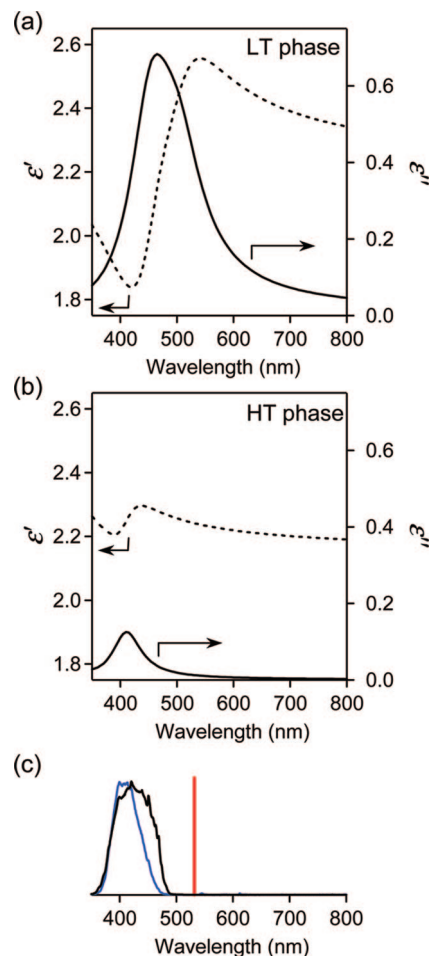 (a)
LT phase
2.6
2.4
2.2
2.0
1.8
ε'
0.6
0.4
0.2
0.0
ε''
400 500 600 700 800
Wavelength (nm)
(b)
HT phase
2.6
2.4
2.2
2.0
1.8
ε'
0.6
0.4
0.2
0.0
ε''
400 500 600 700 800
Wavelength (nm)
(c)
400 500 600 700 800
Wavelength (nm)